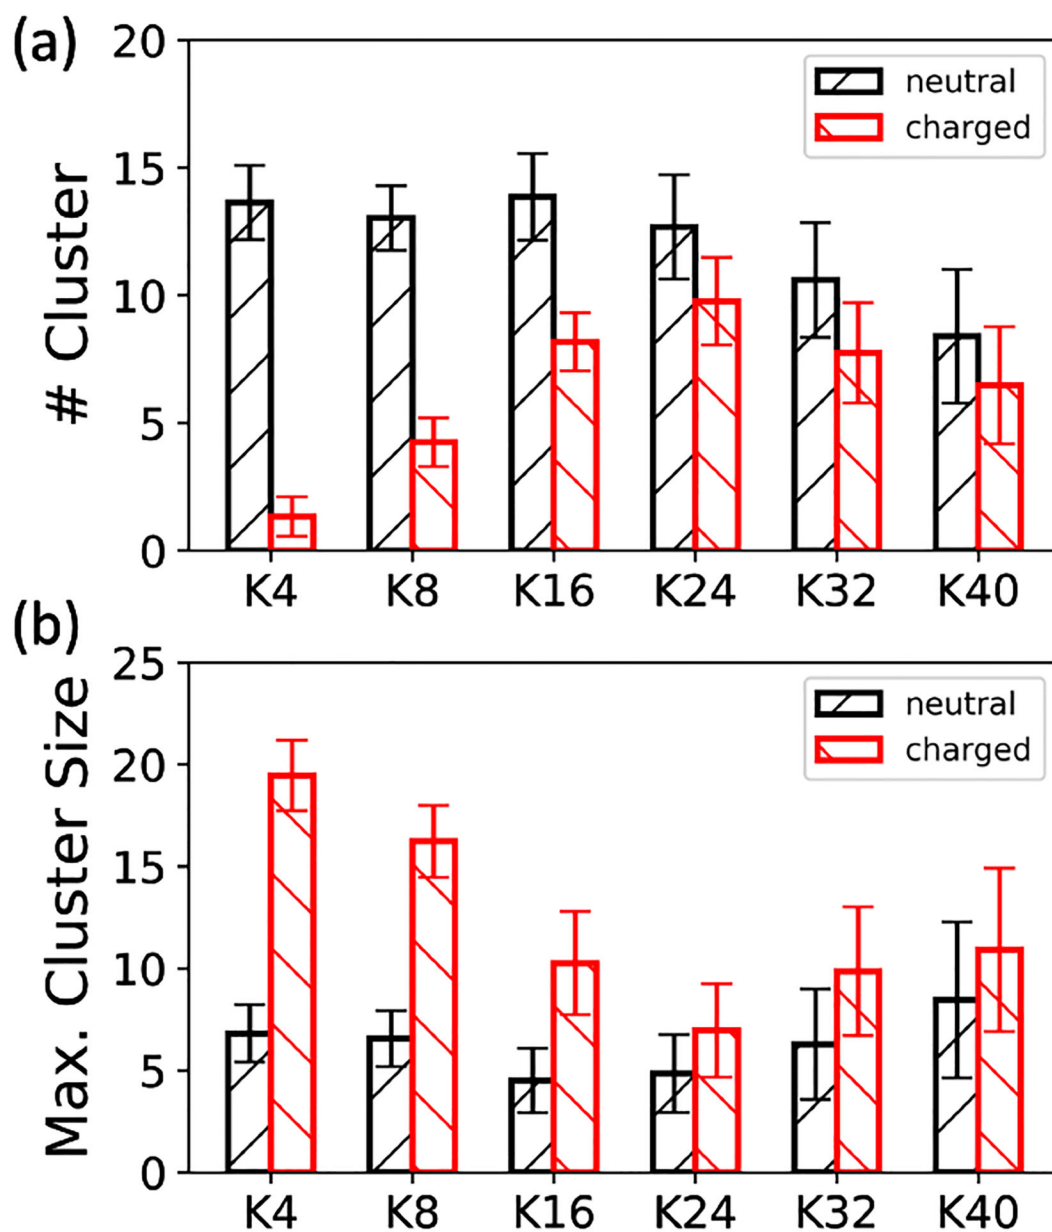 (a)
# Cluster
20
15
10
5
0
neutral
charged
K4 K8 K16 K24 K32 K40
(b)
Max. Cluster Size
25
20
15
10
5
0
neutral
charged
K4 K8 K16 K24 K32 K40